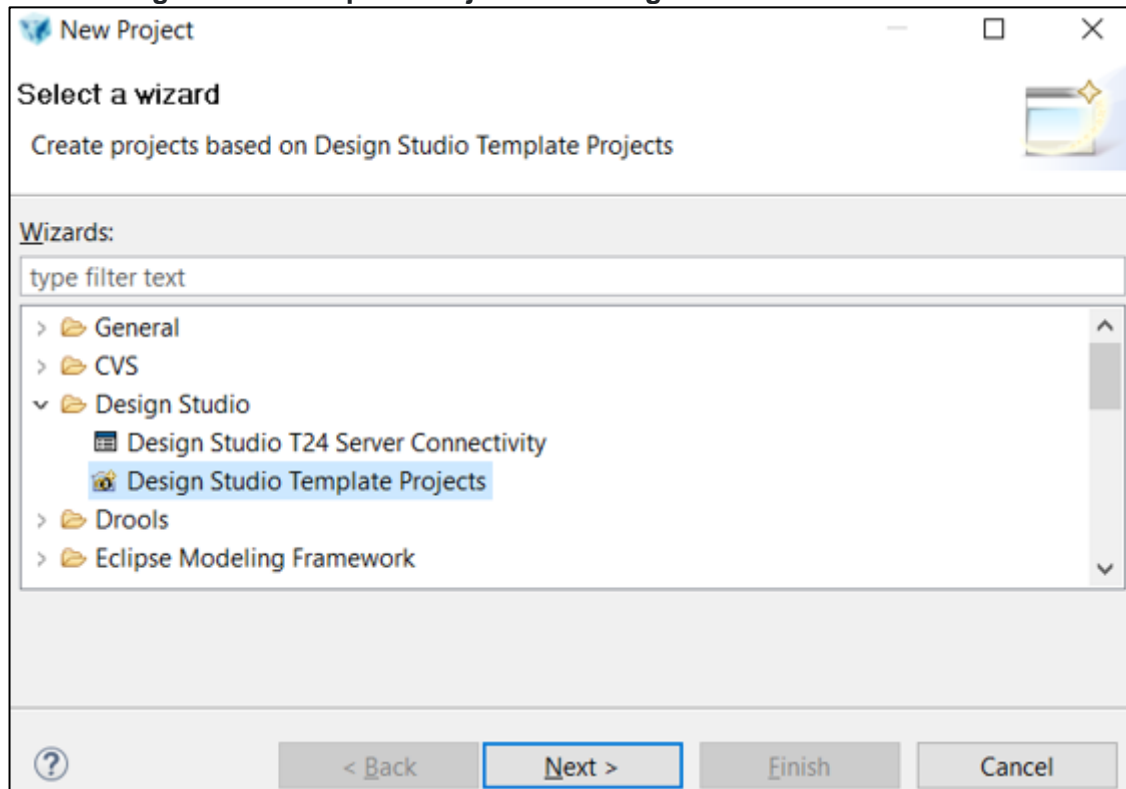 New Project
Select a wizard
Create projects based on Design Studio Template Projects
Wizards:
type filter text
General
CVS
Design Studio
Design Studio T24 Server Connectivity
Design Studio Template Projects
Drools
Eclipse Modeling Framework
? < Back Next > Finish Cancel